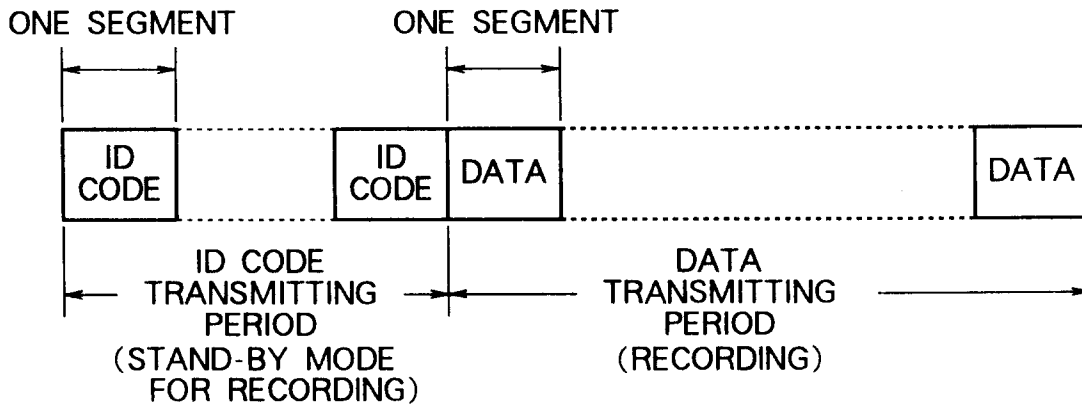 ONE SEGMENT
ONE SEGMENT
ID
CODE
ID
CODE
DATA
DATA
ID CODE
TRANSMITTING
PERIOD
(STAND-BY MODE
FOR RECORDING)
DATA
TRANSMITTING
PERIOD
(RECORDING)